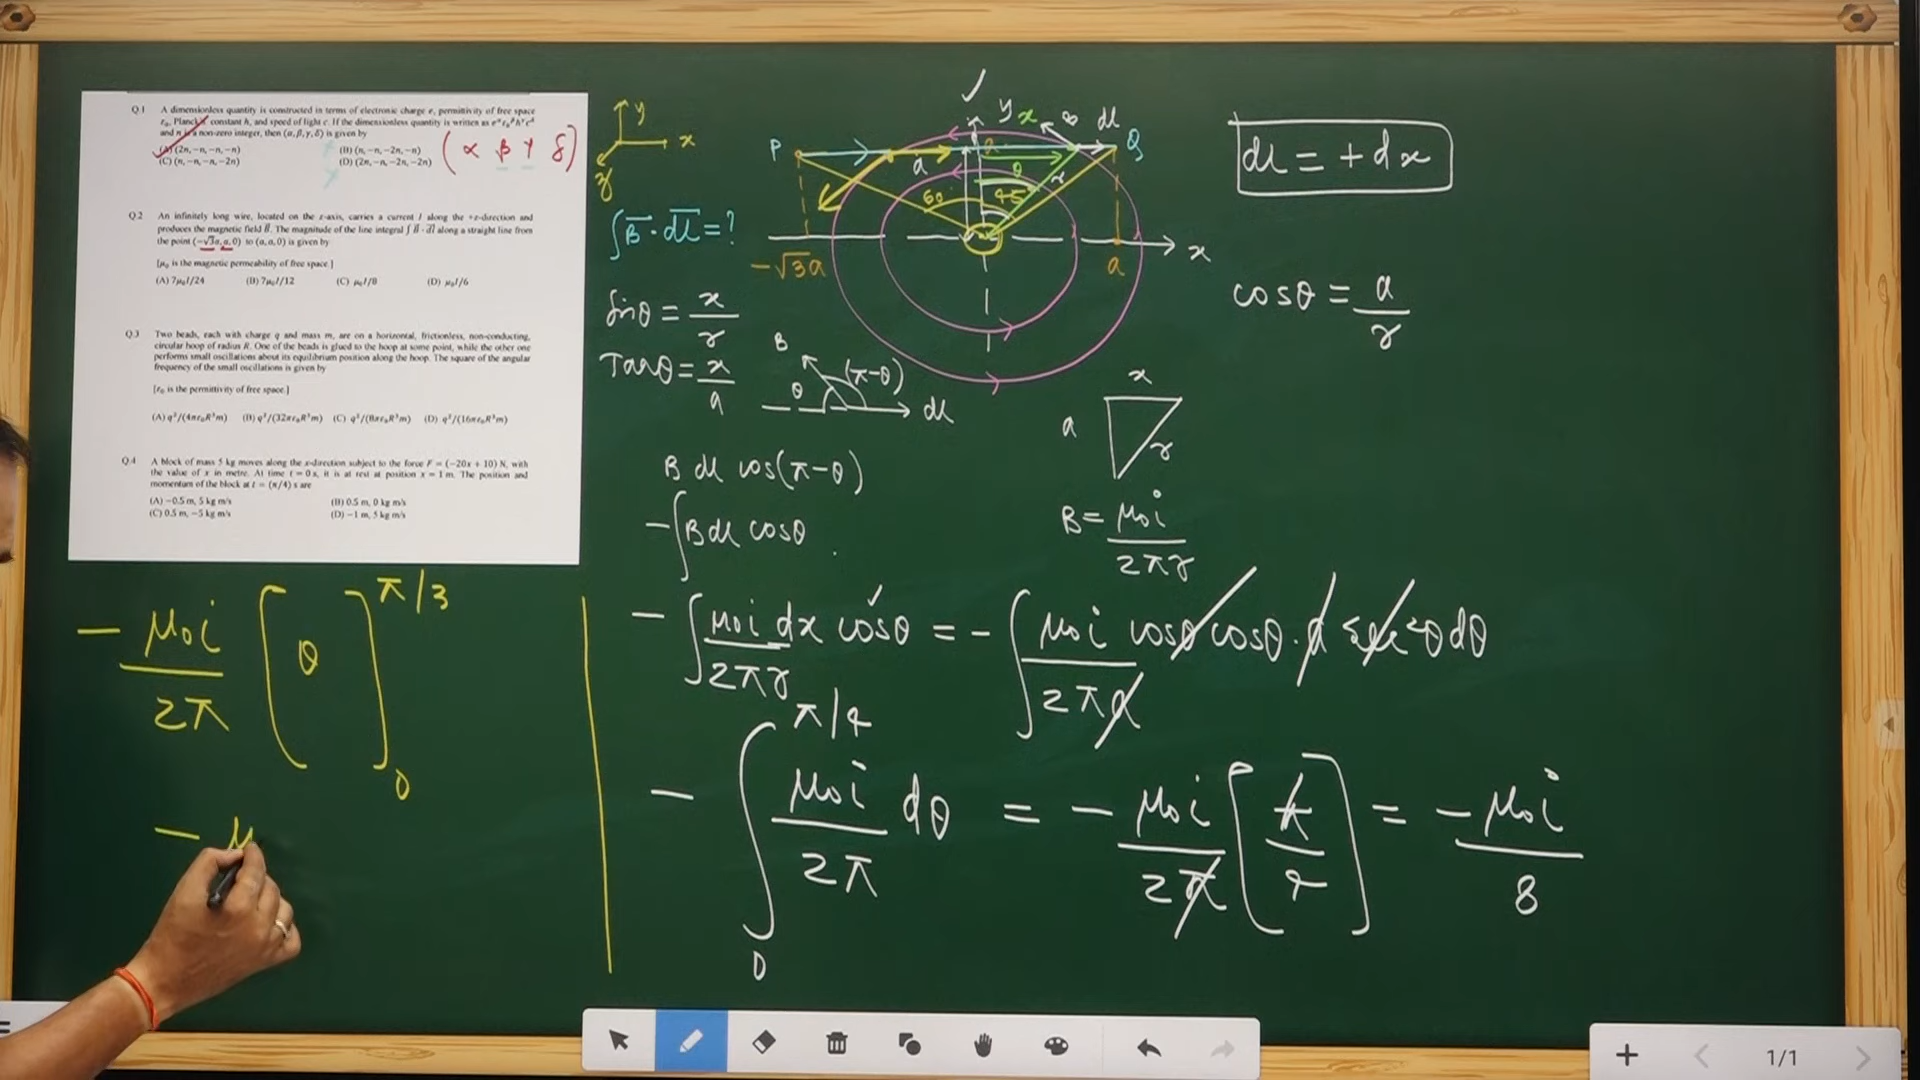 Q.1 A dimensionless quantity is constructed in terms of electronic charge e, permittivity of free space
ε₀, Planck's constant h, and speed of light c. If the dimensionless quantity is written as e^α ε₀^β h^γ c^δ
and n is a non-zero integer, then (α, β, γ, δ) is given by
(A) (2n, −n, −n, −n) (B) (n, −n, −2n, −n)
(C) (n, −n, −n, −2n) (D) (2n, −n, −2n, −2n)
(α β γ δ)
Q.2 An infinitely long wire, located on the z-axis, carries a current I along the +z-direction and
produces the magnetic field B⃗. The magnitude of the line integral ∫ B⃗ · dl⃗ along a straight line from
the point (−√3a, a, 0) to (a, a, 0) is given by
[μ₀ is the magnetic permeability of free space.]
(A) 7μ₀I/24 (B) 7μ₀I/12 (C) μ₀I/8 (D) μ₀I/6
Q.3 Two beads, each with charge q and mass m, are on a horizontal, frictionless, non-conducting,
circular hoop of radius R. One of the beads is glued to the hoop at some point, while the other one
performs small oscillations about its equilibrium position along the hoop. The square of the angular
frequency of the small oscillations is given by
[ε₀ is the permittivity of free space.]
(A) q²/(4πε₀R³m) (B) q²/(32πε₀R³m) (C) q²/(8πε₀R³m) (D) q²/(16πε₀R³m)
Q.4 A block of mass 5 kg moves along the x-direction subject to the force F = (−20x + 10) N, with
the value of x in metre. At time t = 0 s, it is at rest at position x = 1 m. The position and
momentum of the block at t = (π/4) s are
(A) −0.5 m, 5 kg m/s (B) 0.5 m, 0 kg m/s
(C) 0.5 m, −5 kg m/s (D) −1 m, 5 kg m/s
y
x
z
y x B dl
P a Q
a θ r
60 45
x
−√3a a
∫B·dl = ?
sinθ = x/r
Tanθ = x/a
B
θ (π−θ)
dl
dl = +dx
cosθ = a/r
x
a
r
B dl cos(π−θ)
−∫B dl cosθ
B = μ₀i/2πr
−∫ μ₀i dx cosθ/2πr = −∫ μ₀i cosθ cosθ · a sec²θ dθ/2πa
π/4
−∫ μ₀i/2π dθ = −μ₀i/2π [π/4] = −μ₀i/8
0
−μ₀i/2π [θ] π/3
0
−μ
1/1